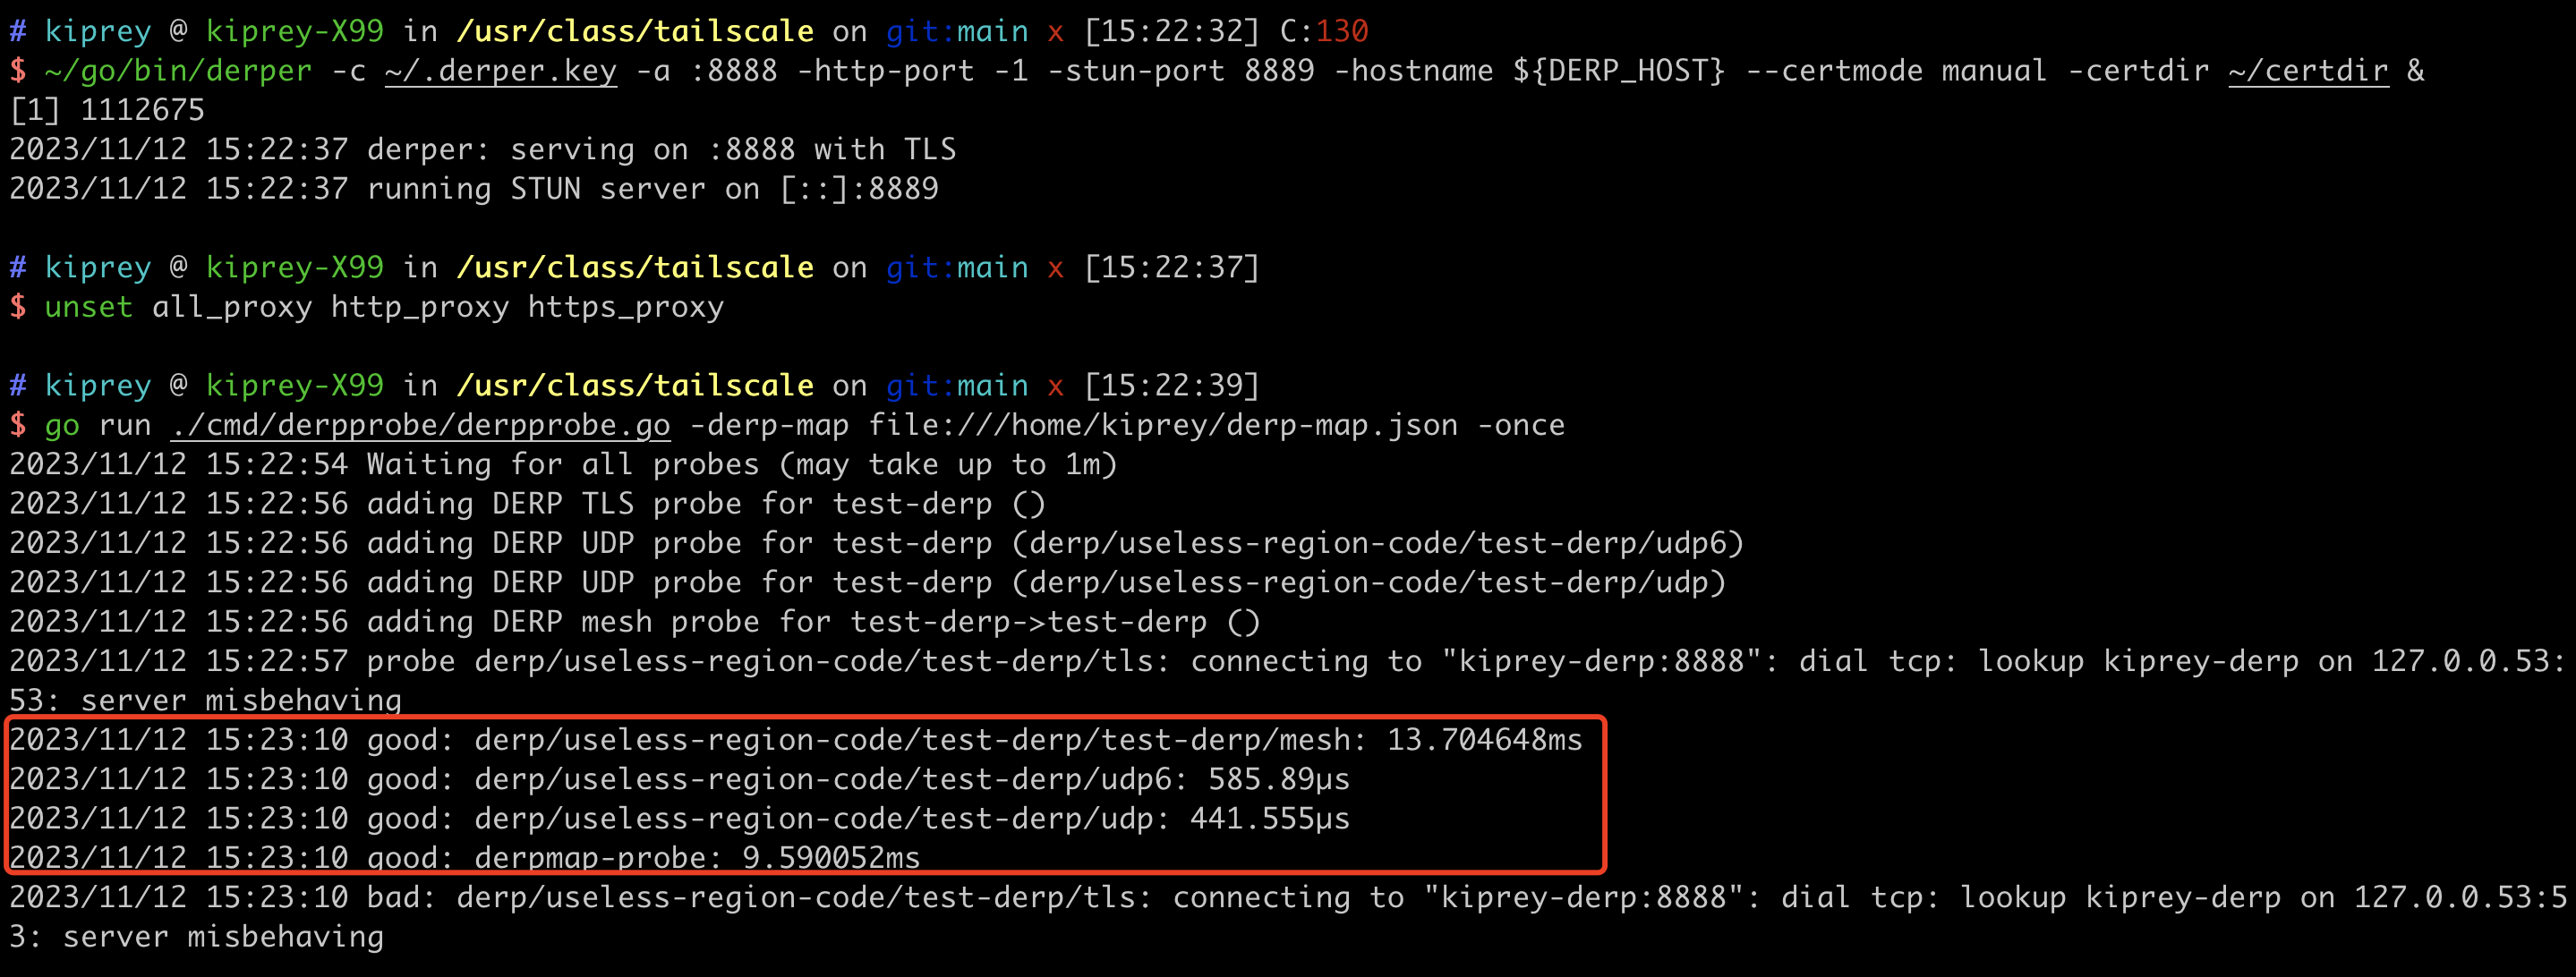 # kiprey @ kiprey-X99 in /usr/class/tailscale on git:main x [15:22:32] C:130
$ ~/go/bin/derper -c ~/.derper.key -a :8888 -http-port -1 -stun-port 8889 -hostname ${DERP_HOST} --certmode manual -certdir ~/certdir &
[1] 1112675
2023/11/12 15:22:37 derper: serving on :8888 with TLS
2023/11/12 15:22:37 running STUN server on [::]:8889
# kiprey @ kiprey-X99 in /usr/class/tailscale on git:main x [15:22:37]
$ unset all_proxy http_proxy https_proxy
# kiprey @ kiprey-X99 in /usr/class/tailscale on git:main x [15:22:39]
$ go run ./cmd/derpprobe/derpprobe.go -derp-map file:///home/kiprey/derp-map.json -once
2023/11/12 15:22:54 Waiting for all probes (may take up to 1m)
2023/11/12 15:22:56 adding DERP TLS probe for test-derp ()
2023/11/12 15:22:56 adding DERP UDP probe for test-derp (derp/useless-region-code/test-derp/udp6)
2023/11/12 15:22:56 adding DERP UDP probe for test-derp (derp/useless-region-code/test-derp/udp)
2023/11/12 15:22:56 adding DERP mesh probe for test-derp->test-derp ()
2023/11/12 15:22:57 probe derp/useless-region-code/test-derp/tls: connecting to "kiprey-derp:8888": dial tcp: lookup kiprey-derp on 127.0.0.53:
53: server misbehaving
2023/11/12 15:23:10 good: derp/useless-region-code/test-derp/test-derp/mesh: 13.704648ms
2023/11/12 15:23:10 good: derp/useless-region-code/test-derp/udp6: 585.89µs
2023/11/12 15:23:10 good: derp/useless-region-code/test-derp/udp: 441.555µs
2023/11/12 15:23:10 good: derpmap-probe: 9.590052ms
2023/11/12 15:23:10 bad: derp/useless-region-code/test-derp/tls: connecting to "kiprey-derp:8888": dial tcp: lookup kiprey-derp on 127.0.0.53:5
3: server misbehaving